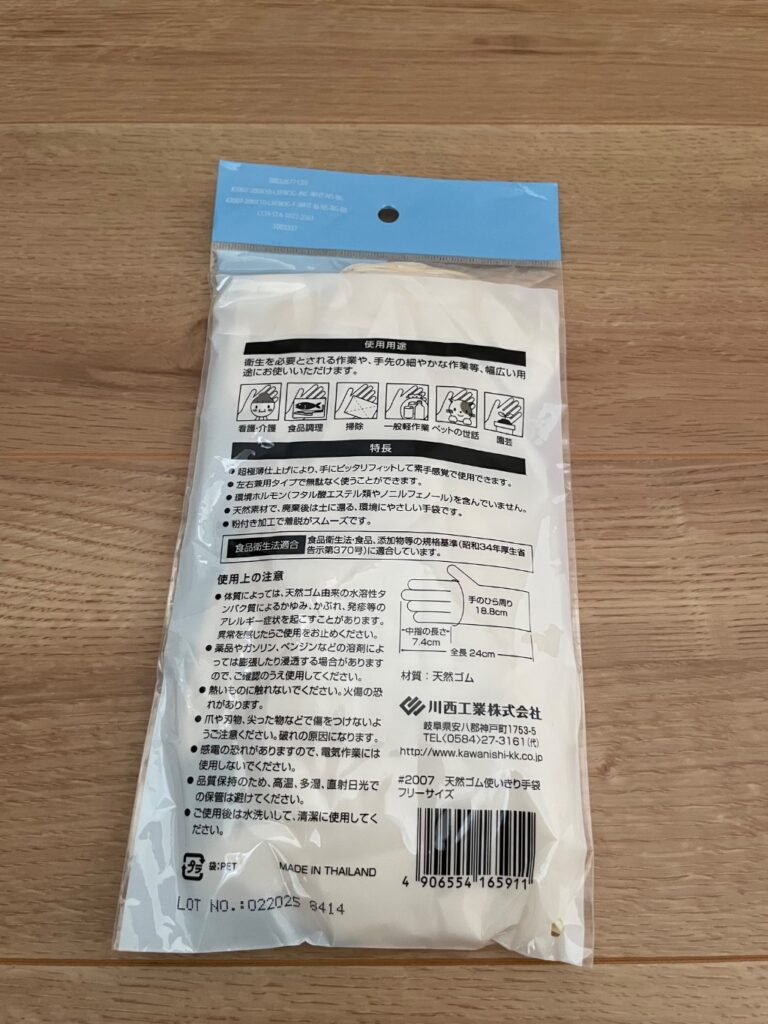 使用用途
衛生を必要とされる作業や、手先の細やかな作業等、幅広い用
途にお使いいただけます。
看護・介護 食品調理 掃除 一般軽作業 ペットの世話 園芸
特長
● 超極薄仕上げにより、手にピッタリフィットして素手感覚で使用できます。
● 左右兼用タイプで無駄なく使うことができます。
● 環境ホルモン(フタル酸エステル類やノニルフェノール)を含んでいません。
● 天然素材で、廃棄後は土に還る、環境にやさしい手袋です。
● 粉付き加工で着脱がスムーズです。
食品衛生法適合
食品衛生法・食品、添加物等の規格基準(昭和34年厚生省
告示第370号)に適合しています。
使用上の注意
● 体質によっては、天然ゴム由来の水溶性タ
ンパク質によるかゆみ、かぶれ、発疹等の
アレルギー症状を起こすことがあります。
異常を感じたらご使用をお止めください。
● 薬品やガソリン、ベンジンなどの溶剤によ
っては膨張したり浸透する場合があります
ので、ご確認のうえ使用してください。
● 熱いものに触れないでください。火傷の恐
れがあります。
● 爪や刃物、尖った物などで傷をつけないよ
うご注意ください。破れの原因になります。
● 感電の恐れがありますので、電気作業には
使用しないでください。
● 品質保持のため、高温、多湿、直射日光で
の保管は避けてください。
● ご使用後は水洗いして、清潔に使用してく
ださい。
手のひら周り
18.8cm
中指の長さ
7.4cm
全長 24cm
材質：天然ゴム
川西工業株式会社
岐阜県安八郡神戸町1753-5
TEL〈0584〉27-3161(代)
http://www.kawanishi-kk.co.jp
#2007 天然ゴム使いきり手袋
フリーサイズ
4 906554 165911
プラ 袋:PET MADE IN THAILAND
LOT NO.:022025 8414